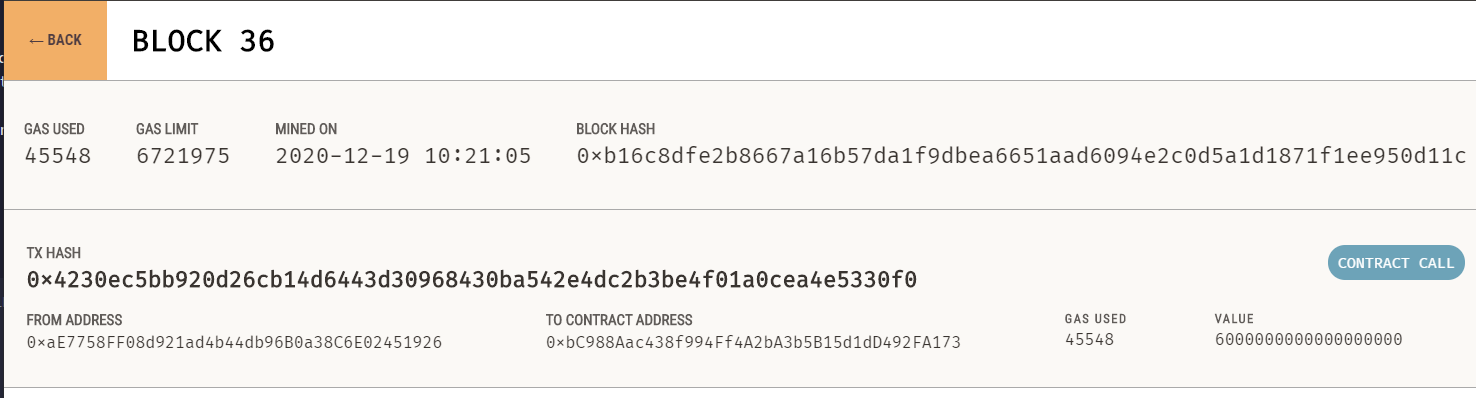 ← BACK
BLOCK 36
GAS USED GAS LIMIT MINED ON BLOCK HASH
45548 6721975 2020-12-19 10:21:05 0×b16c8dfe2b8667a16b57da1f9dbea6651aad6094e2c0d5a1d1871f1ee950d11c
TX HASH
0×4230ec5bb920d26cb14d6443d30968430ba542e4dc2b3be4f01a0cea4e5330f0
CONTRACT CALL
FROM ADDRESS TO CONTRACT ADDRESS GAS USED VALUE
0×aE7758FF08d921ad4b44db96B0a38C6E02451926 0×bC988Aac438f994Ff4A2bA3b5B15d1dD492FA173 45548 6000000000000000000